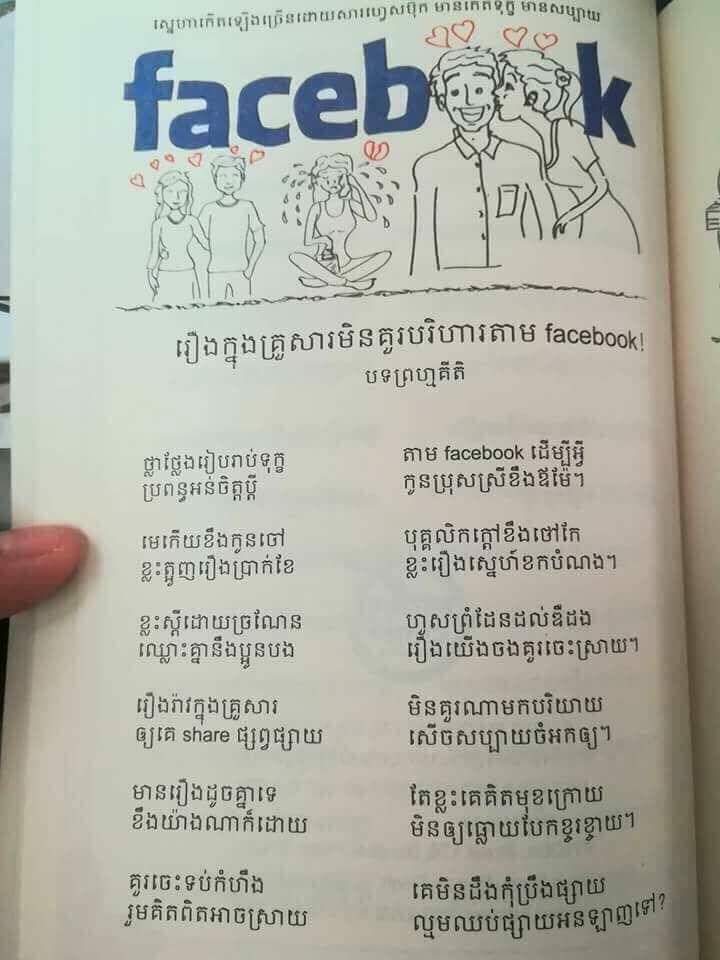 ស្នេហាកើតឡើងច្រើនដោយសារហ្វេសប៊ុក មានកើតទុក្ខ មានសប្បាយ
facebook
រឿងក្នុងគ្រួសារមិនគួរបរិហារតាម facebook!
បទព្រហ្មគីតិ
ថ្លាថ្លែងរៀបរាប់ទុក្ខ តាម facebook ដើម្បីអ្វី
ប្រពន្ធអន់ចិត្តប្ដី កូនប្រុសស្រីខឹងឪម៉ែ។
មេកើយខឹងកូនចៅ បុគ្គលិកក្ដៅខឹងថៅកែ
ខ្លះត្អូញរឿងប្រាក់ខែ ខ្លះរឿងស្នេហ៍ខកបំណង។
ខ្លះស្ដីដោយច្រណែន ហួសព្រំដែនដល់ឌឺដង
ឈ្លោះគ្នានឹងប្អូនបង រឿងយើងចងគួរចេះស្រាយ។
រឿងរ៉ាវក្នុងគ្រួសារ មិនគួរណាមកបរិយាយ
ឲ្យគេ share ផ្សព្វផ្សាយ សើចសប្បាយចំអកឲ្យ។
មានរឿងដូចគ្នាទេ តែខ្លះគេគិតមុខក្រោយ
ខឹងយ៉ាងណាក៏ដោយ មិនឲ្យធ្លោយបែកខ្ចរខ្ចាយ។
គួរចេះទប់កំហឹង គេមិនដឹងកុំប្រឹងផ្សាយ
រួមគិតពិតអាចស្រាយ ល្មមឈប់ផ្សាយអនឡាញទៅ?